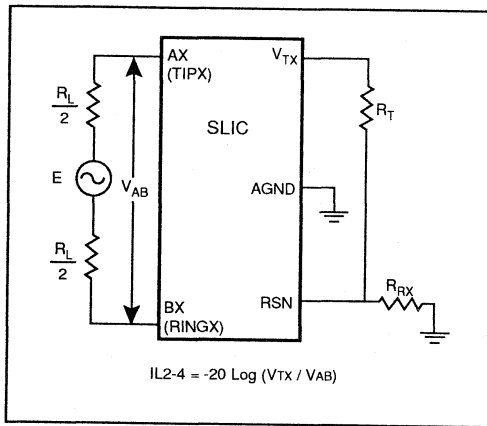 AX
(TIPX)
VTX
RL
2
RT
SLIC
E
VAB
AGND
RL
2
RRX
BX
(RINGX)
RSN
IL2-4 = -20 Log (VTX / VAB)